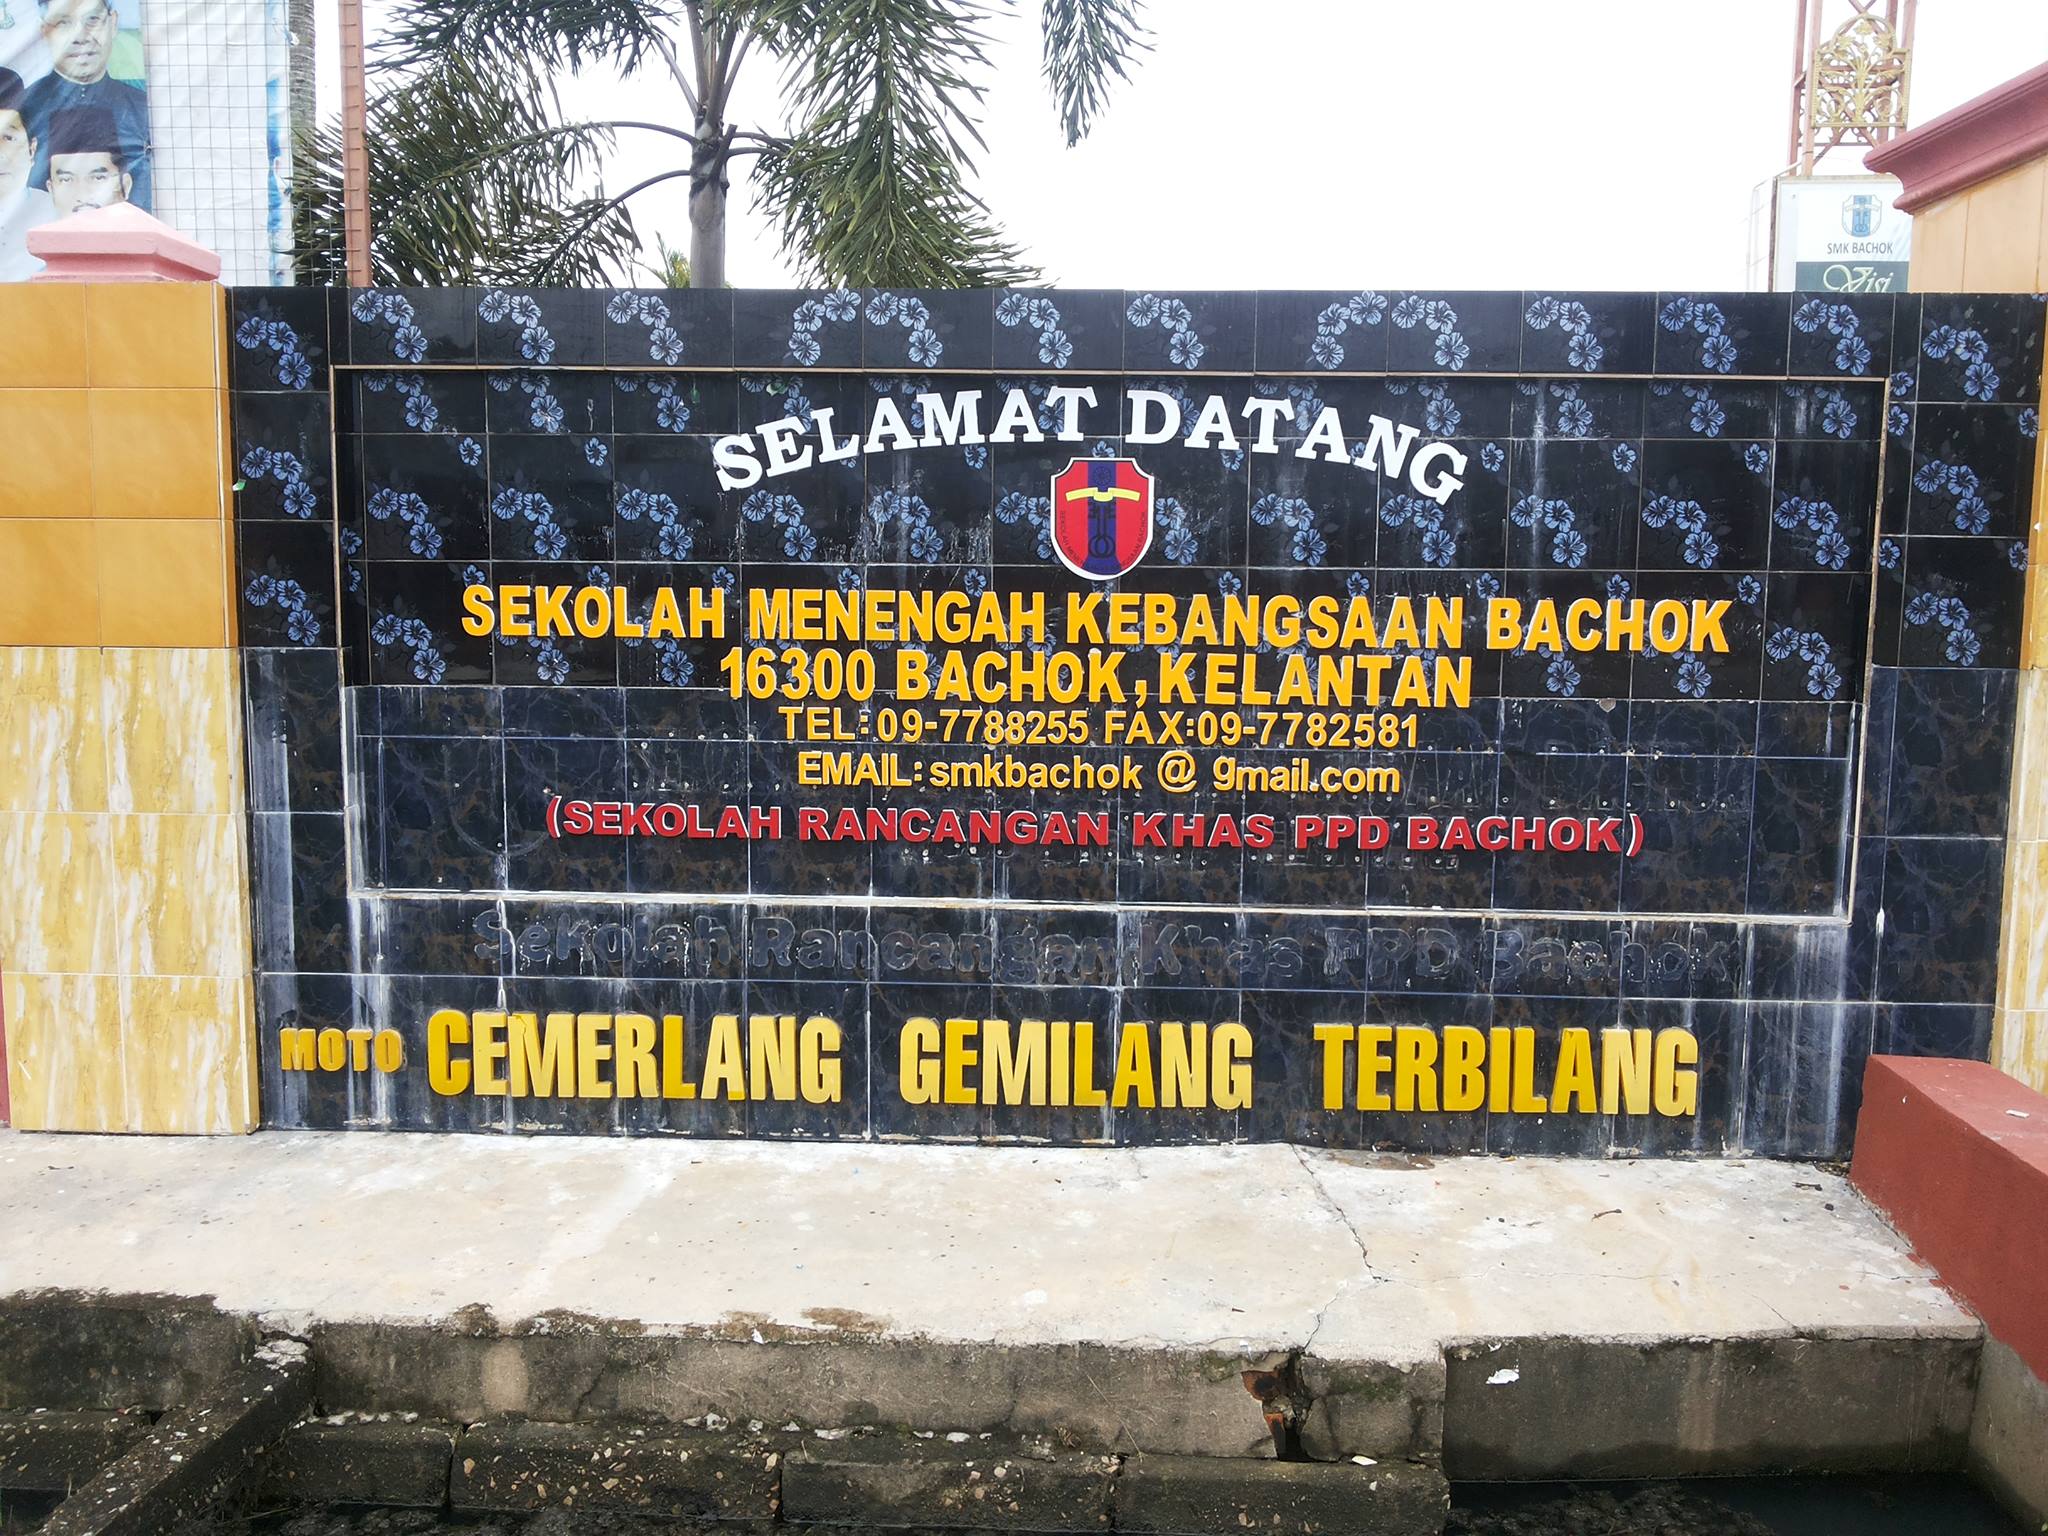 SMK BACHOK
Visi
SELAMAT DATANG
SEKOLAH MENENGAH KEBANGSAAN BACHOK
16300 BACHOK, KELANTAN
TEL: 09-7788255 FAX:09-7782581
EMAIL: smkbachok @ gmail.com
(SEKOLAH RANCANGAN KHAS PPD BACHOK)
Sekolah Rancangan Khas PPD Bachok
MOTO CEMERLANG GEMILANG TERBILANG